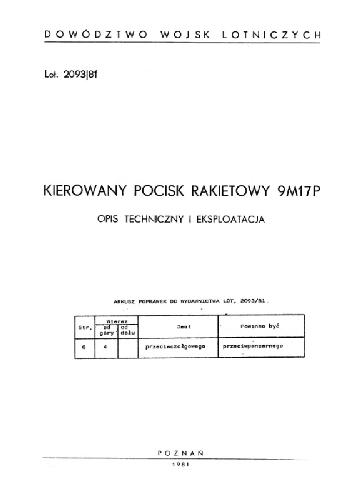 DOWÓDZTWO WOJSK LOTNICZYCH
Lot. 2093/81
KIEROWANY POCISK RAKIETOWY 9M17P
OPIS TECHNICZNY I EKSPLOATACJA
ARKUSZ POPRAWEK DO WYDAWNICTWA LOT. 2093/81.
Str. Wiersz Jest Powinno być
od góry od dołu
6 4 przeciwczołgowego przeciwpancernego
POZNAŃ
1981